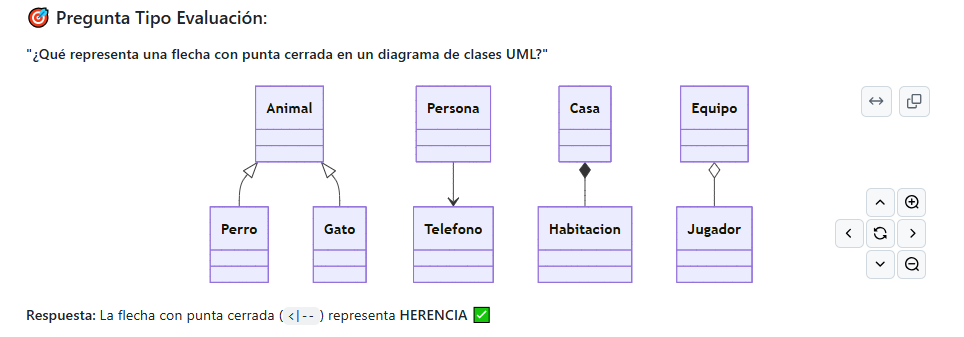 🎯 Pregunta Tipo Evaluación:
"¿Qué representa una flecha con punta cerrada en un diagrama de clases UML?"
Animal Persona Casa Equipo
Perro Gato Telefono Habitacion Jugador
Respuesta: La flecha con punta cerrada ( <|-- ) representa HERENCIA ✅